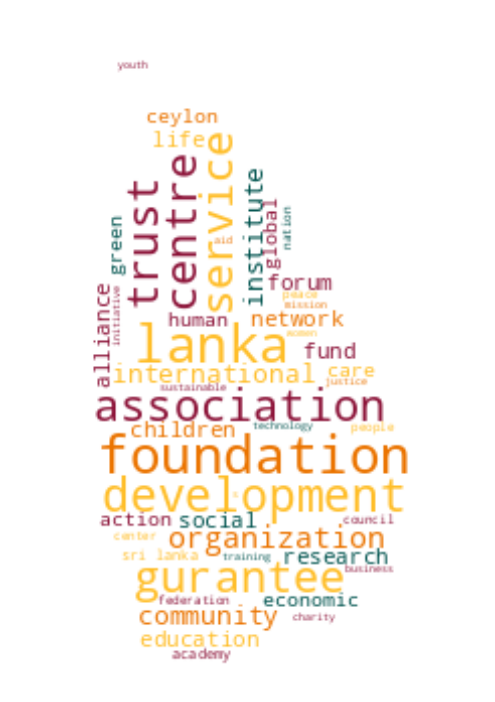 youth
ceylon
life
service
centre
trust
institute
aid
global
nation
green
forum
peace
mission
alliance
initiative
human
network
women
lanka
fund
international
care
justice
sustainable
association
children
technology
people
foundation
development
action
social
council
center
organization
sri lanka
training
research
business
gurantee
federation
economic
community
charity
education
academy